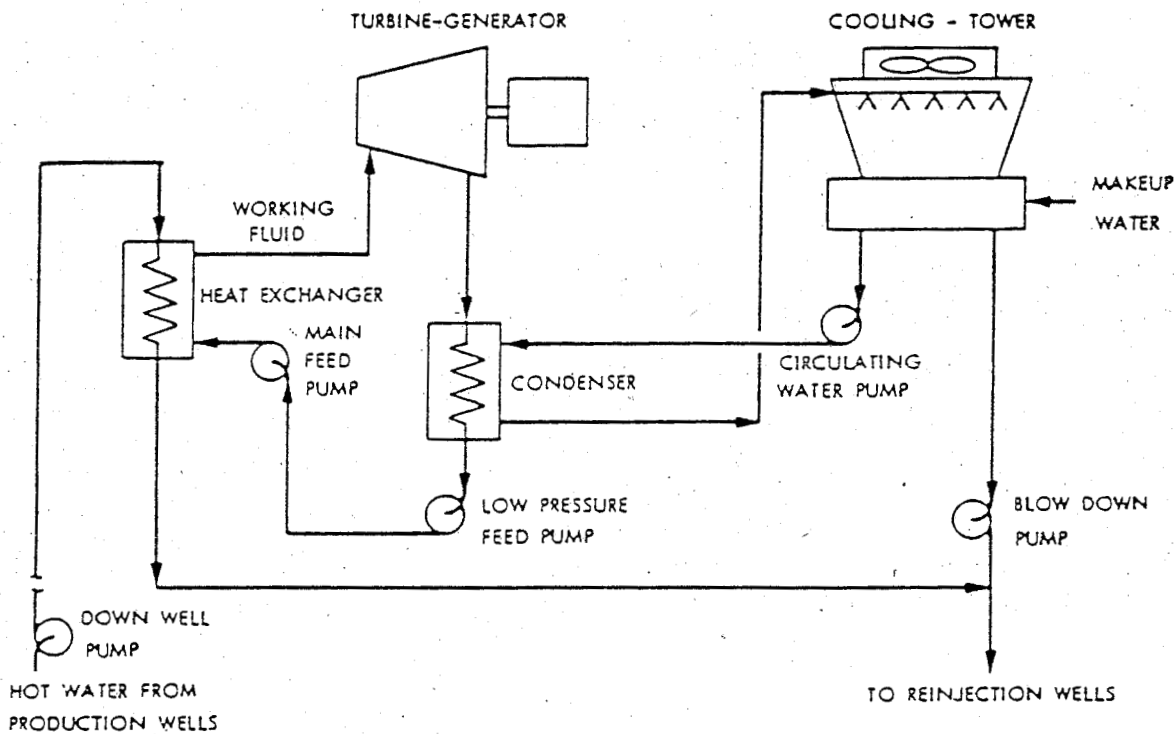 TURBINE-GENERATOR
COOLING - TOWER
MAKEUP
WATER
WORKING
FLUID
HEAT EXCHANGER
MAIN
FEED
PUMP
CONDENSER
CIRCULATING
WATER PUMP
LOW PRESSURE
FEED PUMP
BLOW DOWN
PUMP
DOWN WELL
PUMP
HOT WATER FROM
PRODUCTION WELLS
TO REINJECTION WELLS